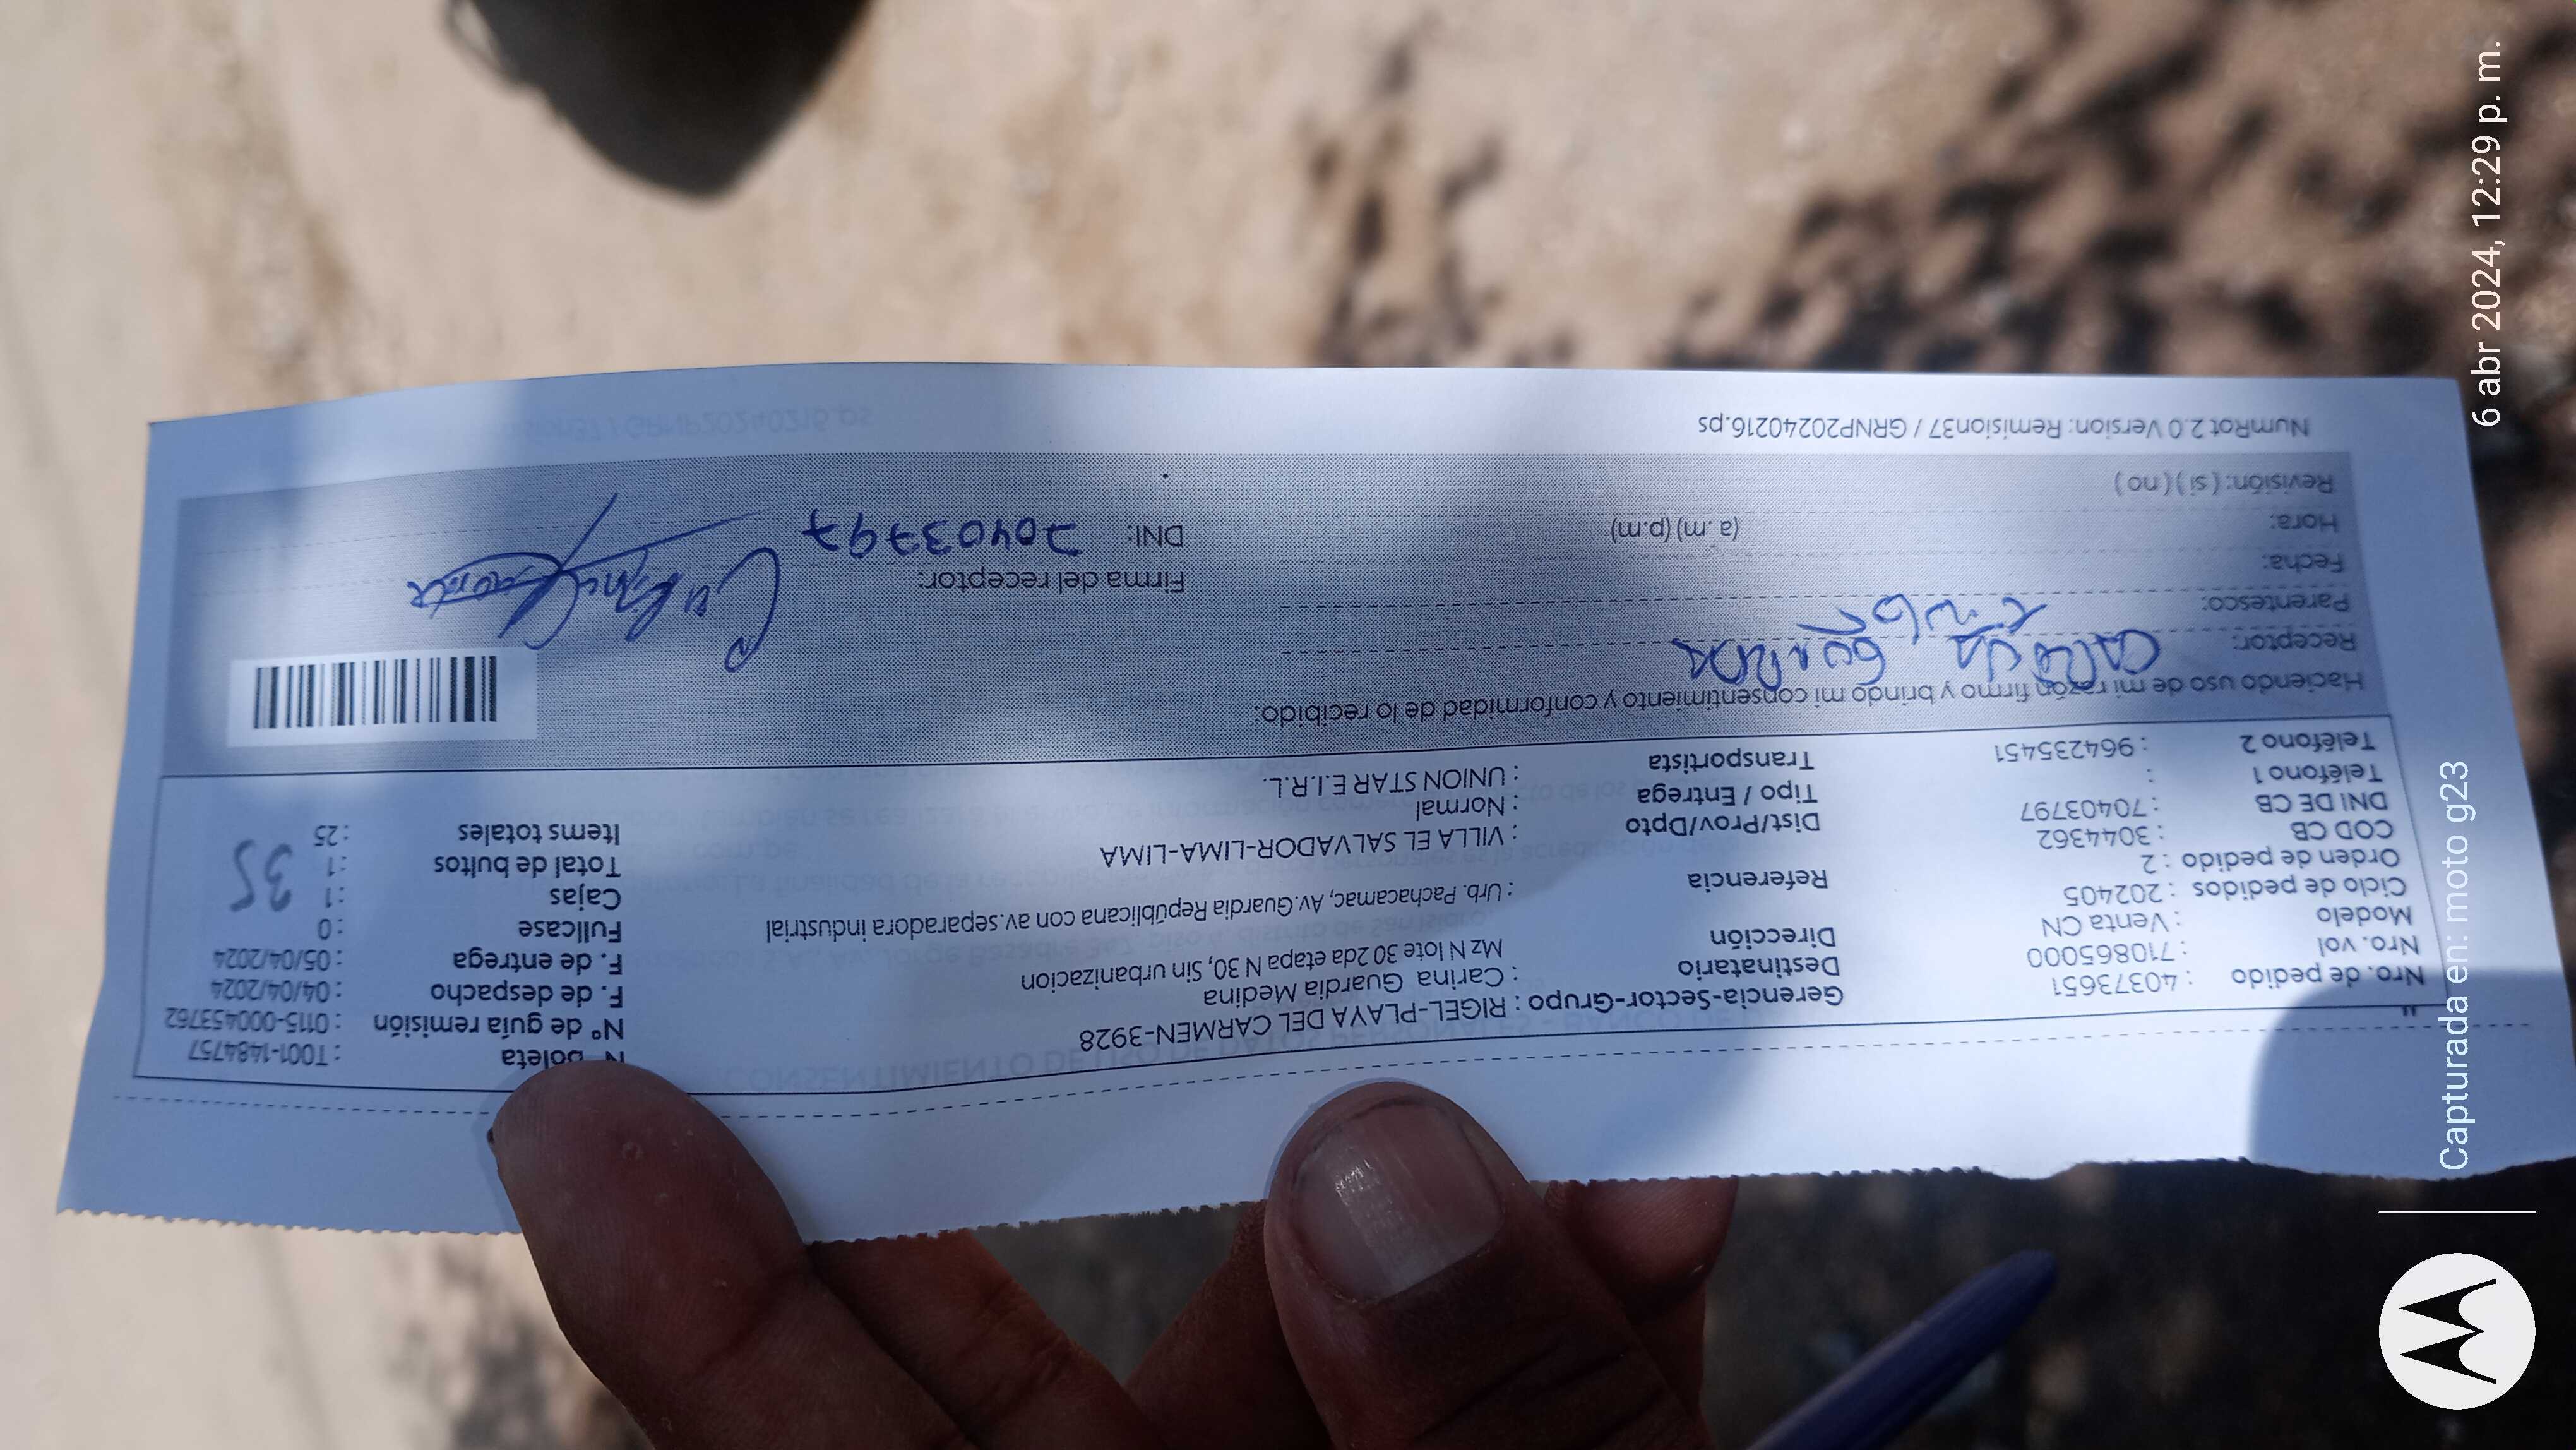 Nro. de pedido : 40373651
Nro. vol : 710865000
Modelo : Venta CN
Ciclo de pedidos : 202405
Orden de pedido : 2
COD CB : 3044362
DNI DE CB : 70403797
Teléfono 1 :
Teléfono 2 : 964235451
Gerencia-Sector-Grupo : RIGEL-PLAYA DEL CARMEN-3928
Destinatario : Carina Guardia Medina
Dirección Mz N lote 30 2da etapa N 30, Sin urbanizacion
Referencia : Urb. Pachacamac, Av.Guardia Repúblicana con av.separadora industrial
Dist/Prov/Dpto : VILLA EL SALVADOR-LIMA-LIMA
Tipo / Entrega : Normal
Transportista : UNION STAR E.I.R.L.
N° boleta : T001-1484757
N° de guía remisión : 0115-000453762
F. de despacho : 04/04/2024
F. de entrega : 05/04/2024
Fullcase : 0
Cajas : 1
Total de bultos : 1
Items totales : 25
35
Haciendo uso de mi razón firmo y brindo mi consentimiento y conformidad de lo recibido:
Receptor:
Parentesco:
Fecha:
Hora: (a.m) (p.m)
Revisión: ( si ) ( no )
Firma del receptor:
DNI: 70403797
NumRot 2.0 Version: Remision37 / GRNP20240216.ps
Capturada en: moto g23
6 abr 2024, 12:29 p. m.